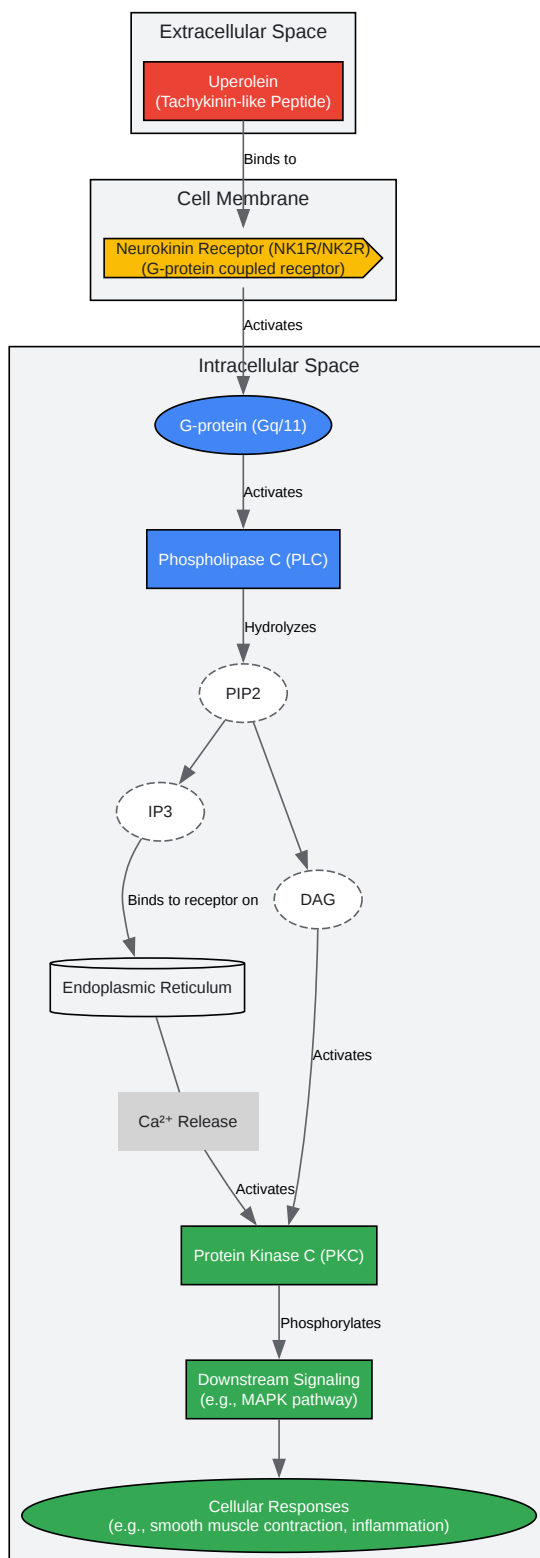 Extracellular Space
Uperolein
(Tachykinin-like Peptide)
Binds to
Cell Membrane
Neurokinin Receptor (NK1R/NK2R)
(G-protein coupled receptor)
Activates
Intracellular Space
G-protein (Gq/11)
Activates
Phospholipase C (PLC)
Hydrolyzes
PIP2
IP3
DAG
Binds to receptor on
Endoplasmic Reticulum
Activates
Ca²⁺ Release
Activates
Protein Kinase C (PKC)
Phosphorylates
Downstream Signaling
(e.g., MAPK pathway)
Cellular Responses
(e.g., smooth muscle contraction, inflammation)